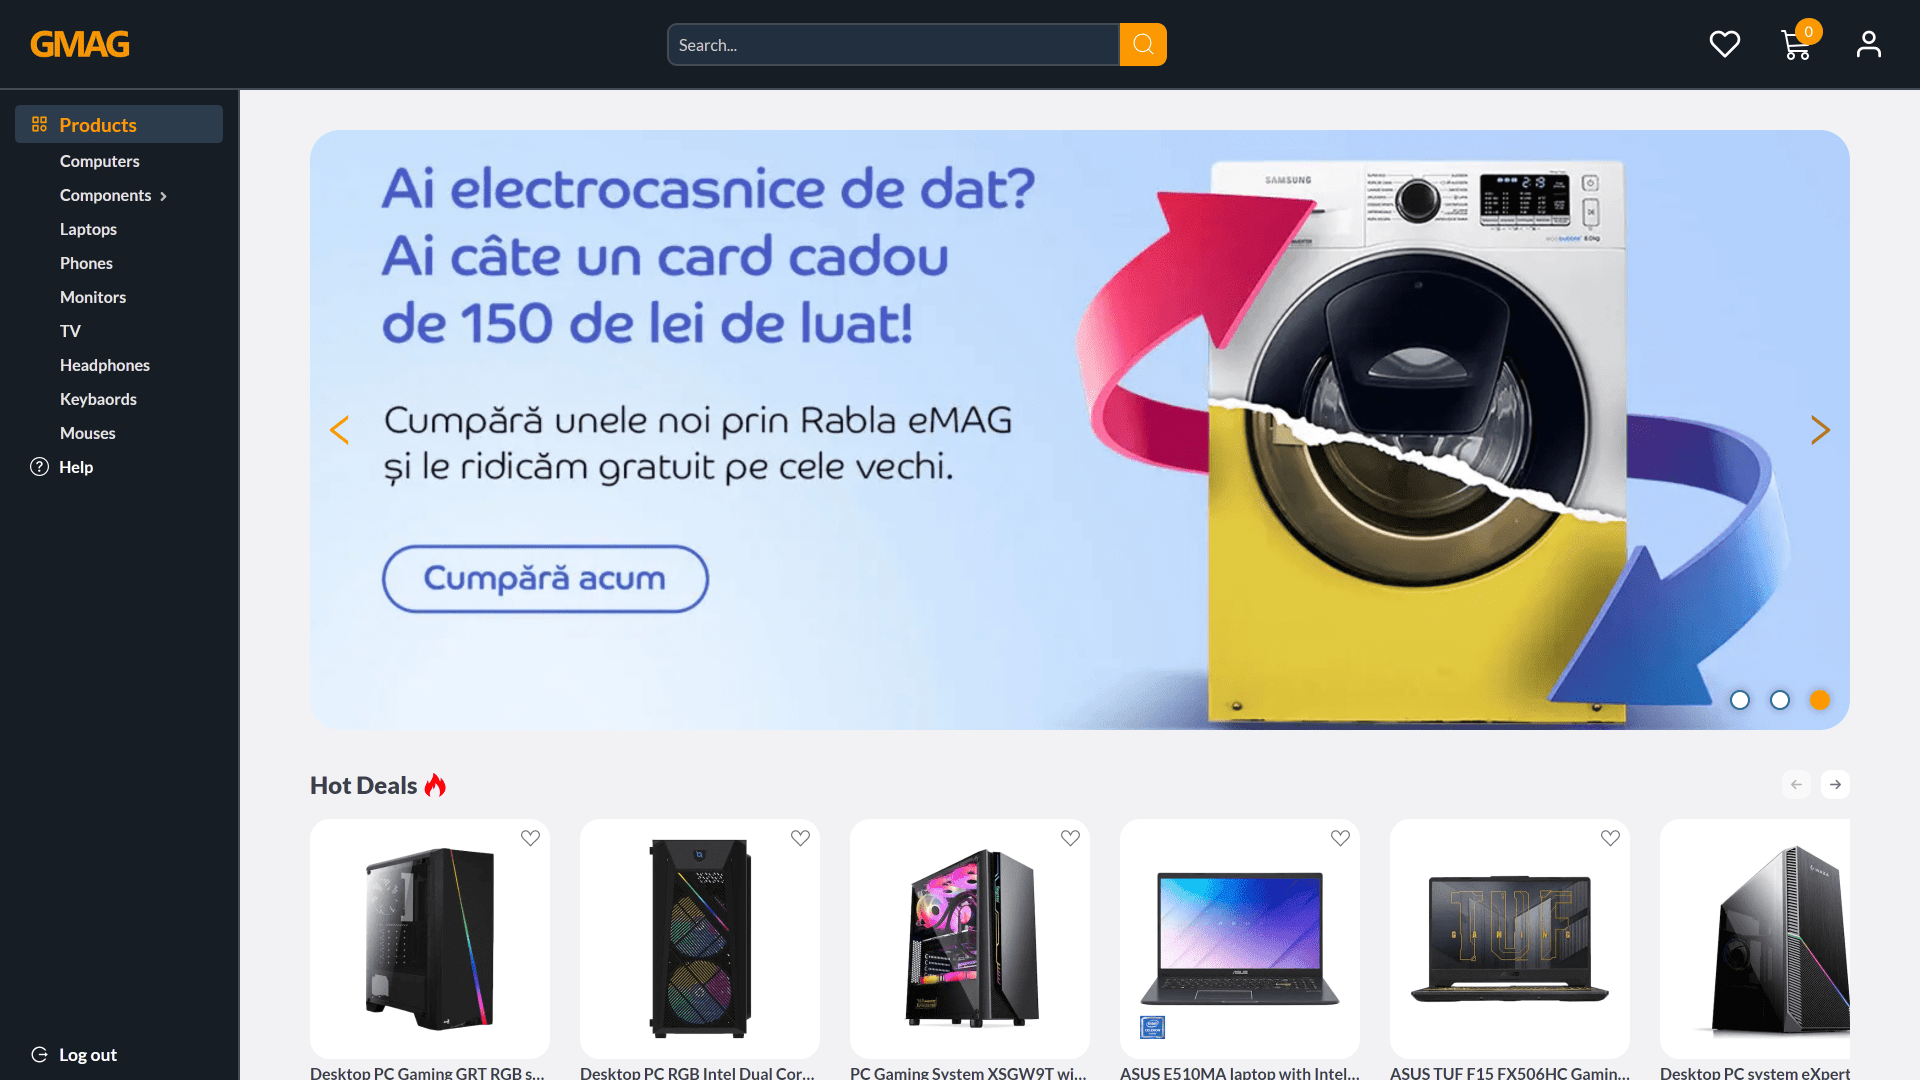 GMAG
Search...
0
Products
Computers
Components
Laptops
Phones
Monitors
TV
Headphones
Keybaords
Mouses
Help
Log out
Ai electrocasnice de dat?
Ai câte un card cadou
de 150 de lei de luat!
Cumpără unele noi prin Rabla eMAG
și le ridicăm gratuit pe cele vechi.
Cumpără acum
SAMSUNG
Hot Deals
TUF
GAMING
Desktop PC Gaming GRT RGB s...
Desktop PC RGB Intel Dual Cor...
PC Gaming System XSGW9T wi...
ASUS E510MA laptop with Intel...
ASUS TUF F15 FX506HC Gamin...
Desktop PC system eXpert